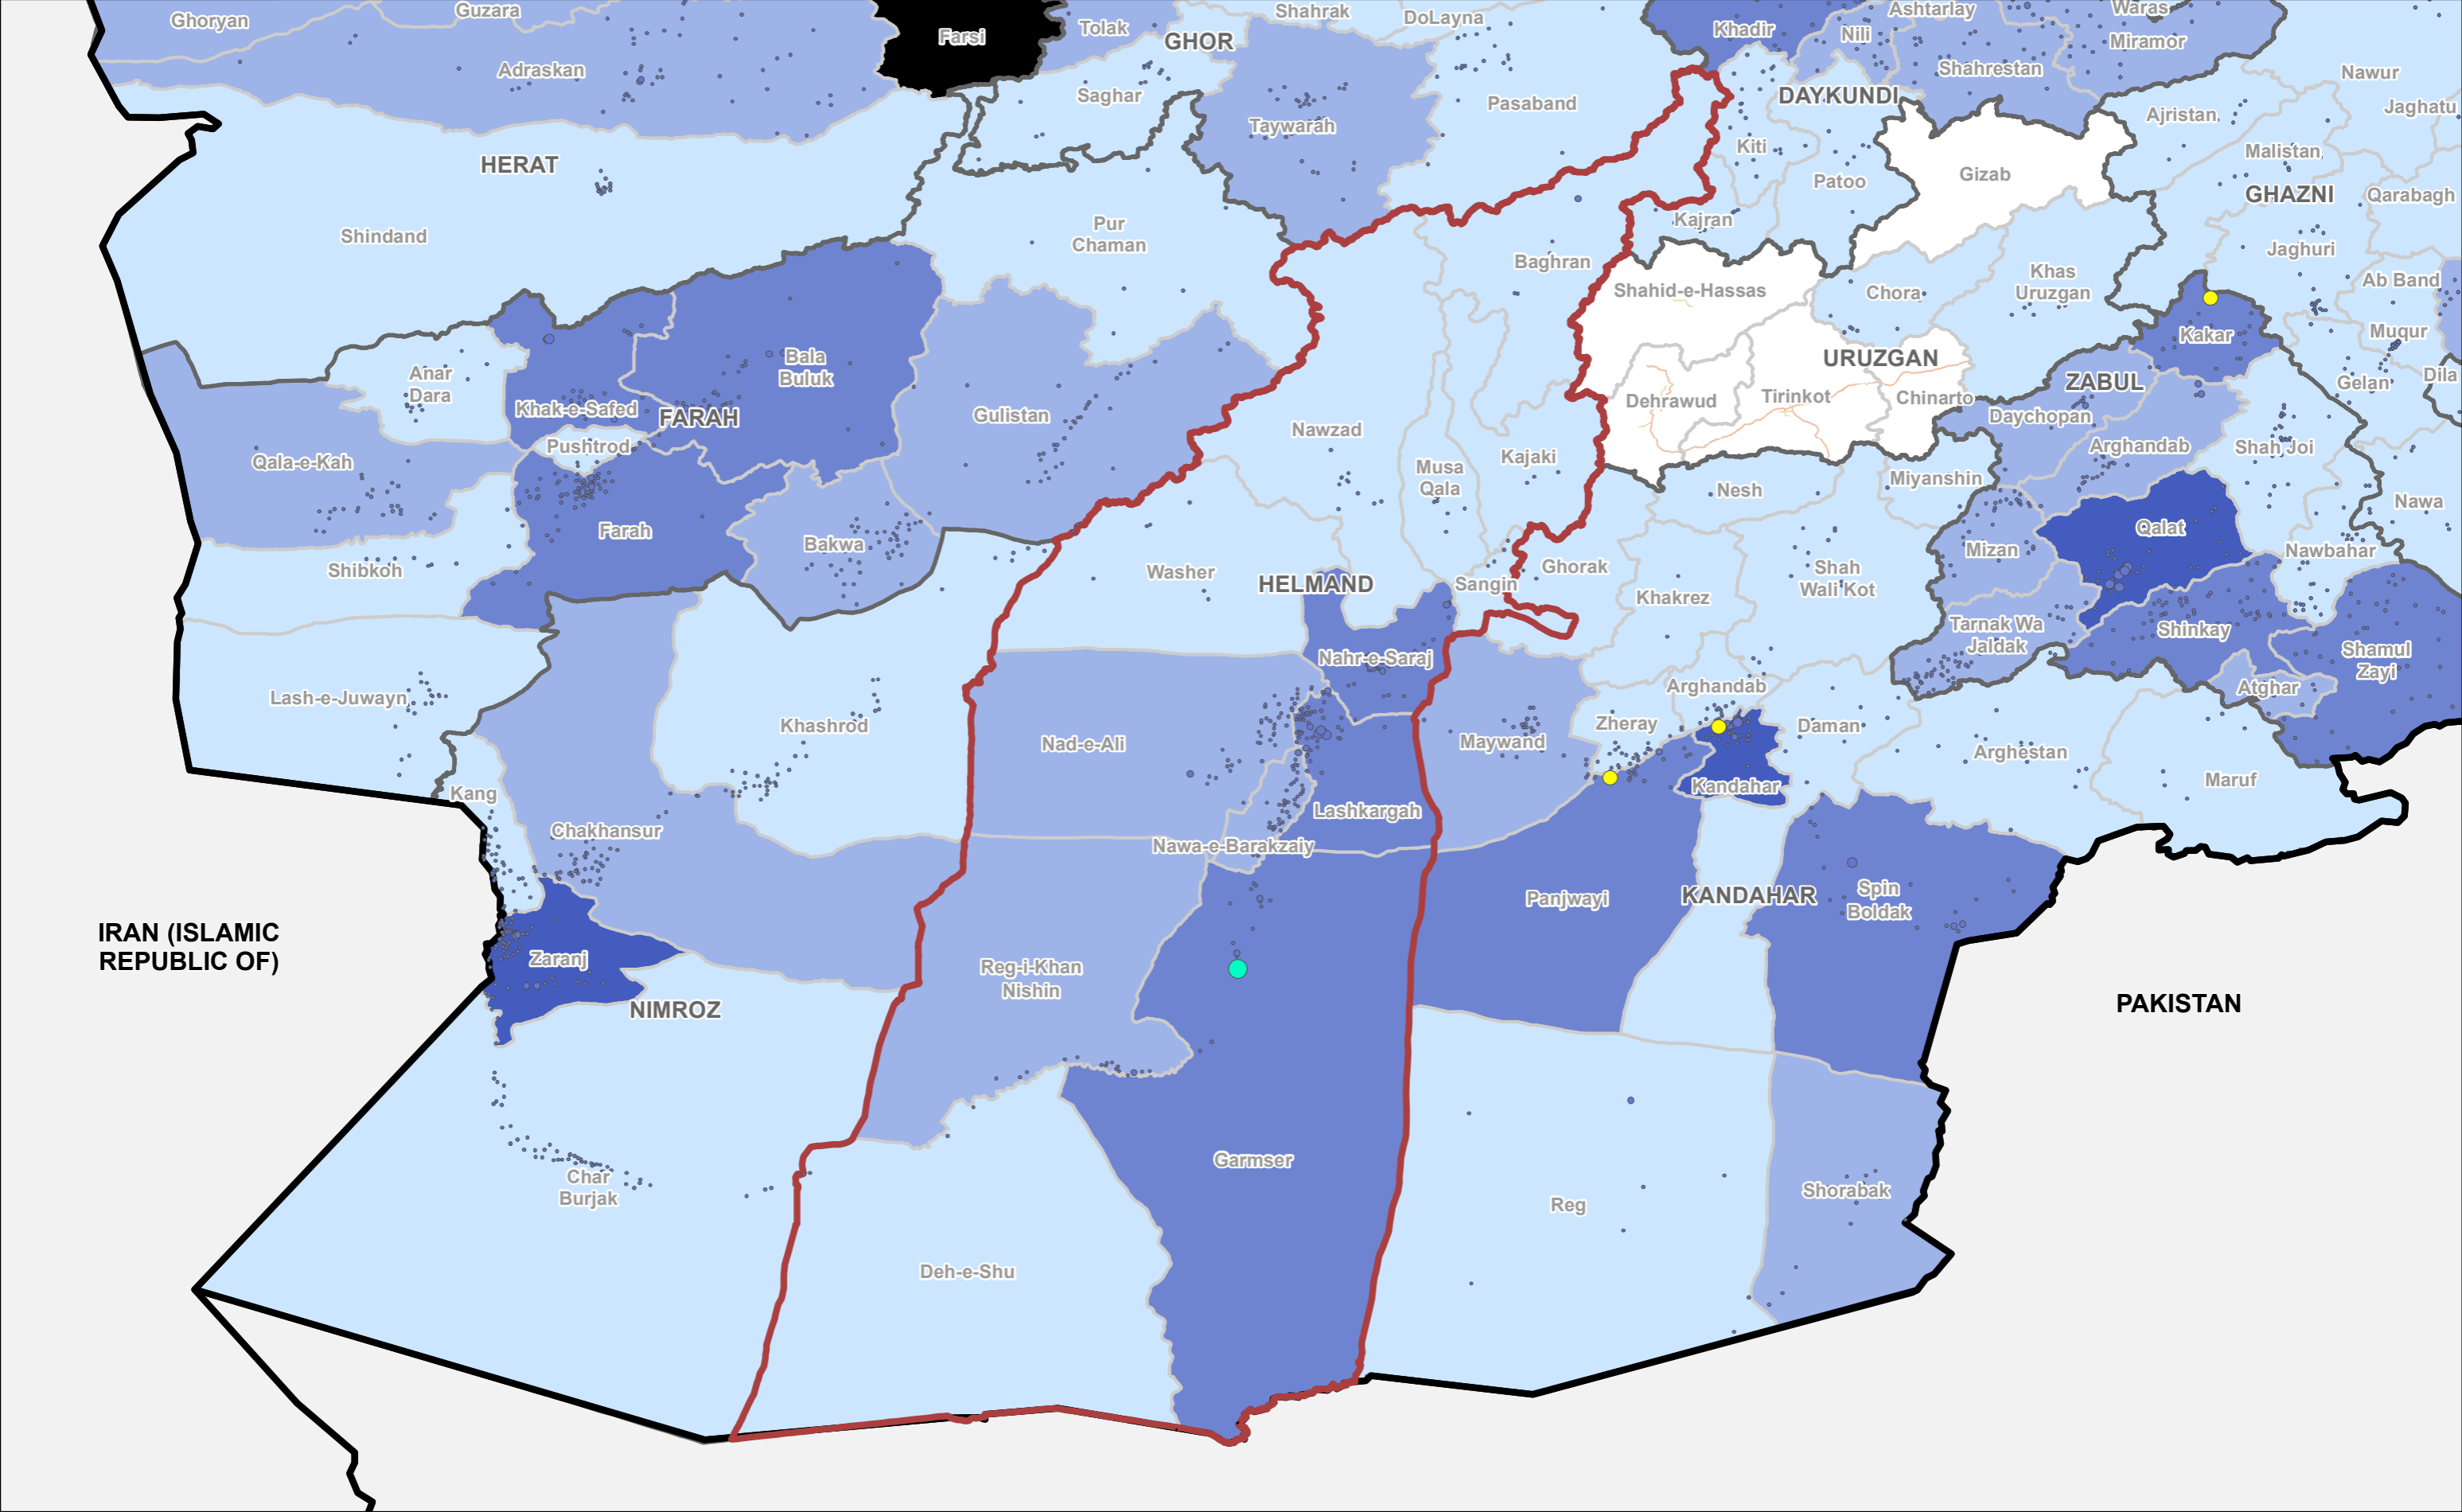 Ghoryan
Guzara
Adraskan
Farsi
Tolak
GHOR
Shahrak
DoLayna
Khadir
Nili
Ashtarlay
Waras
Miramor
Shahrestan
Nawur
Jaghatu
Saghar
Taywarah
Pasaband
DAYKUNDI
Ajristan
HERAT
Kiti
Patoo
Gizab
Malistan
GHAZNI
Qarabagh
Shindand
Pur
Chaman
Kajran
Baghran
Jaghuri
Shahid-e-Hassas
Chora
Khas
Uruzgan
Ab Band
Kakar
Muqur
Anar
Dara
Bala
Buluk
URUZGAN
ZABUL
Gelan
Dila
Khak-e-Safed
FARAH
Gulistan
Nawzad
Dehrawud
Tirinkot
Chinarto
Daychopan
Pushtrod
Qala-e-Kah
Musa
Qala
Kajaki
Arghandab
Shah Joi
Nesh
Miyanshin
Nawa
Farah
Bakwa
Qalat
Shibkoh
Washer
HELMAND
Sangin
Ghorak
Shah
Wali Kot
Mizan
Nawbahar
Khakrez
Tarnak Wa
Jaldak
Shinkay
Shamul
Zayi
Nahr-e-Saraj
Lash-e-Juwayn
Arghandab
Atghar
Khashrod
Nad-e-Ali
Maywand
Zheray
Daman
Arghestan
Maruf
Kang
Kandahar
Chakhansur
Lashkargah
Nawa-e-Barakzaiy
Panjwayi
KANDAHAR
Spin
Boldak
IRAN (ISLAMIC
REPUBLIC OF)
Zaranj
Reg-i-Khan
Nishin
NIMROZ
PAKISTAN
Garmser
Char
Burjak
Reg
Shorabak
Deh-e-Shu